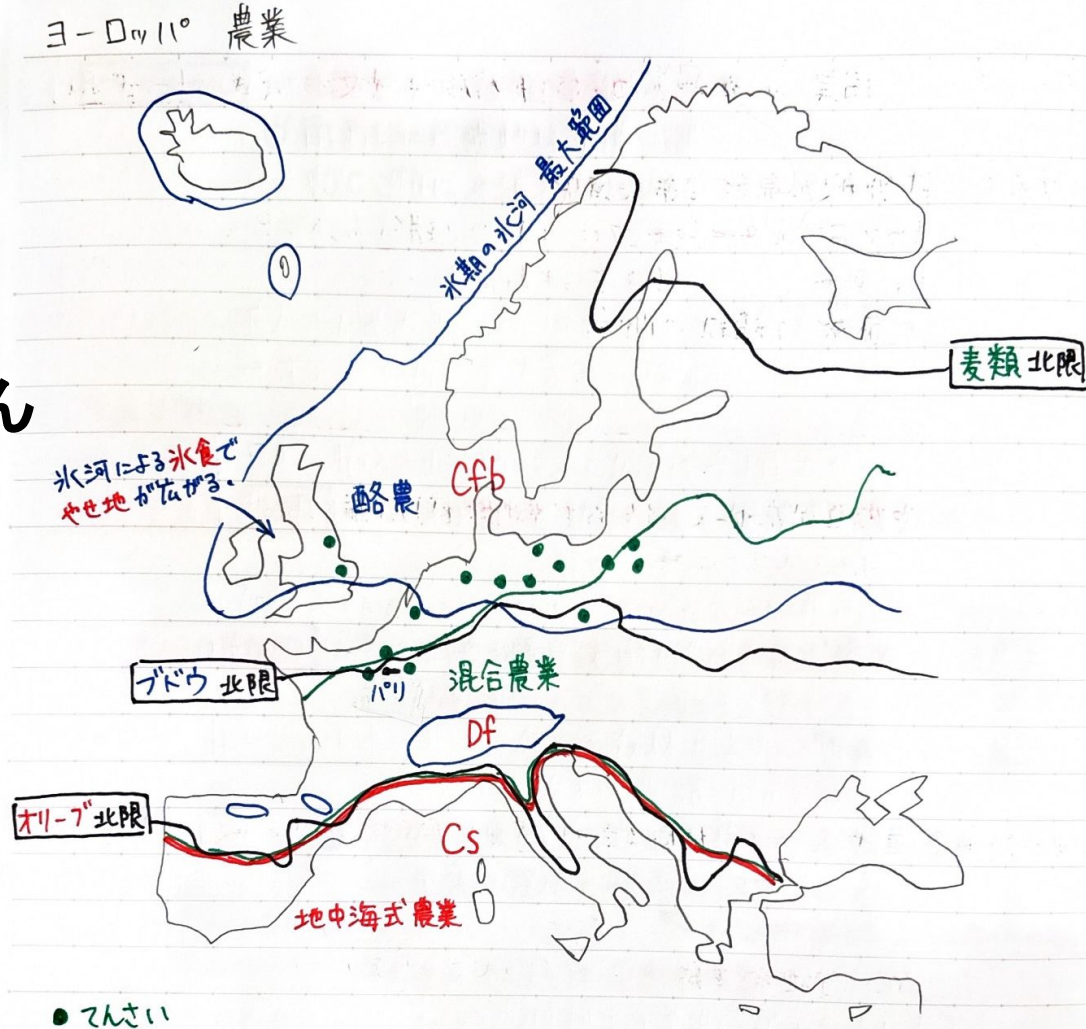 ヨーロッパ 農業
氷期の氷河 最大範囲
麦類 北限
ん
氷河による氷食で
やせ地が広がる。
酪農
Cfb
ブドウ 北限
パリ
混合農業
Df
オリーブ 北限
Cs
地中海式農業
● てんさい